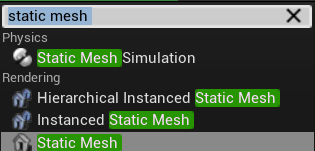 static mesh
Physics
Static Mesh Simulation
Rendering
Hierarchical Instanced Static Mesh
Instanced Static Mesh
Static Mesh